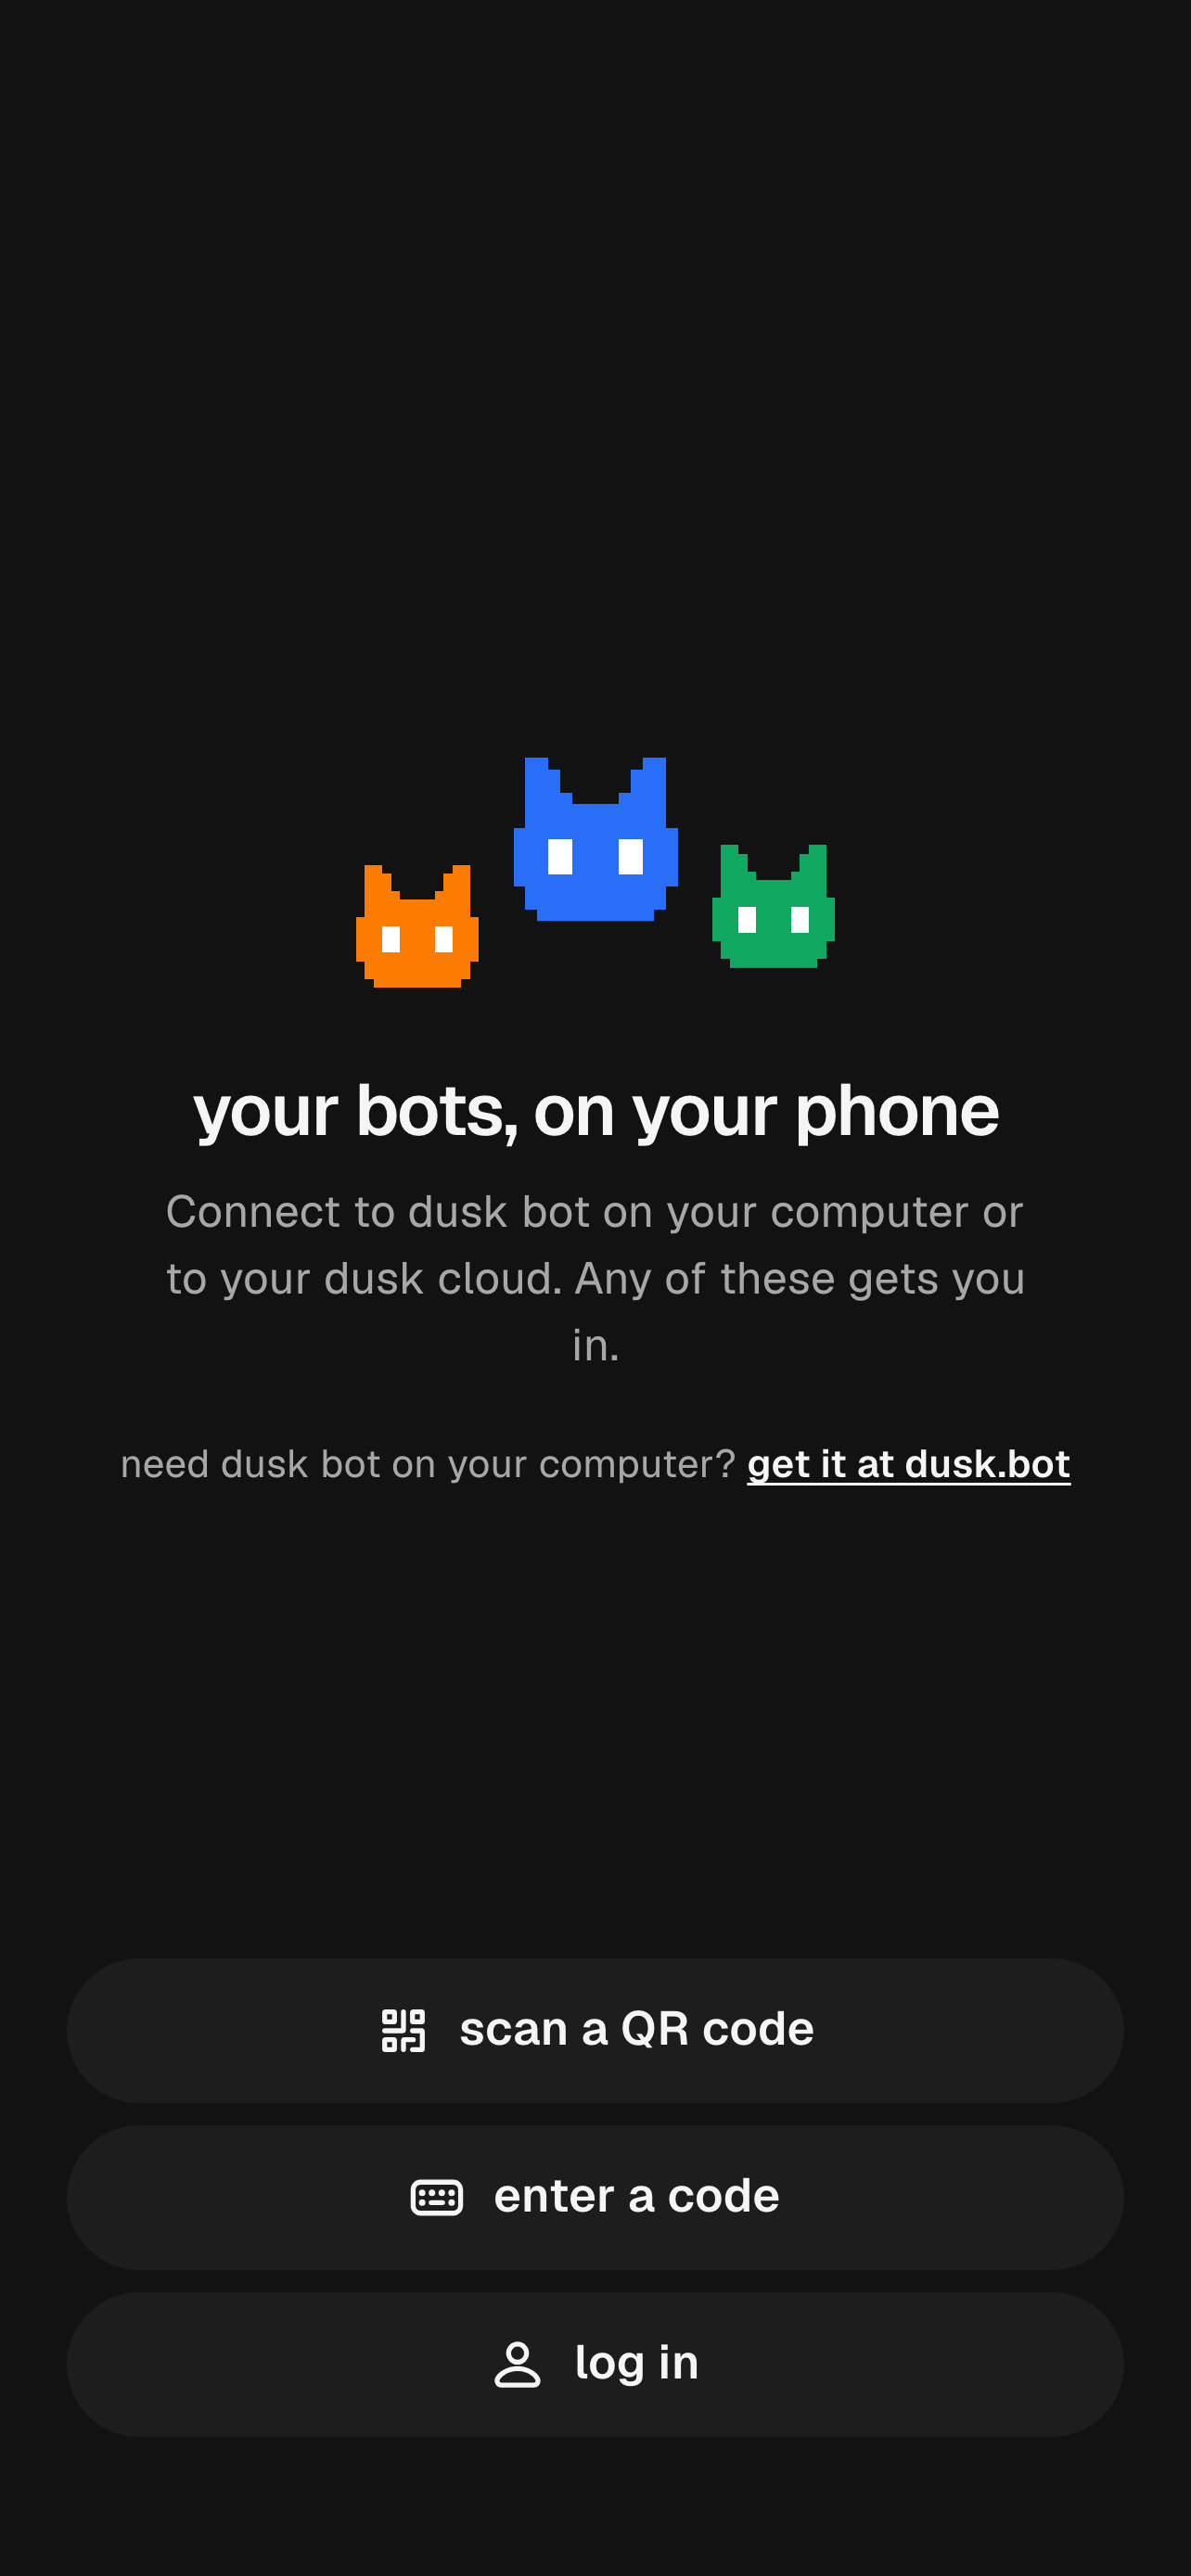 your bots, on your phone
Connect to dusk bot on your computer or
to your dusk cloud. Any of these gets you
in.
need dusk bot on your computer? get it at dusk.bot
scan a QR code
enter a code
log in